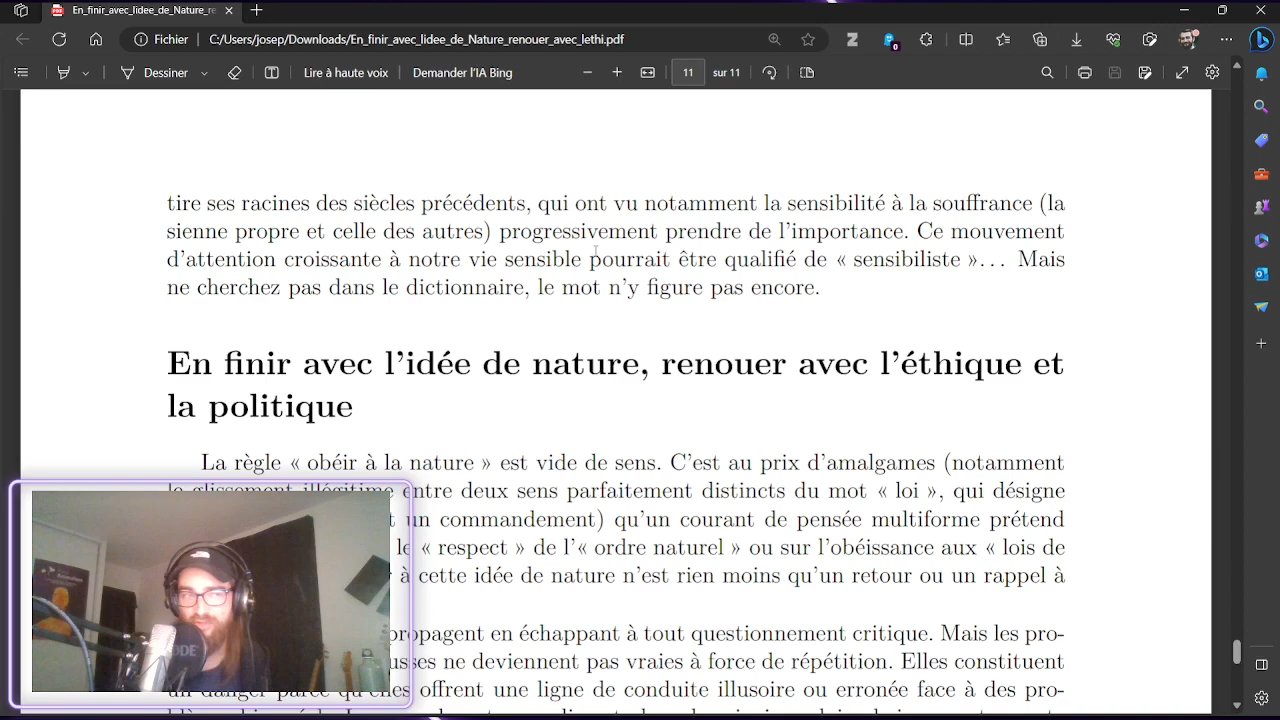 En_finir_avec_lidee_de_Nature_re
Fichier C:/Users/josep/Downloads/En_finir_avec_lidee_de_Nature_renouer_avec_lethi.pdf
Dessiner Lire à haute voix Demander l'IA Bing 11 sur 11
tire ses racines des siècles précédents, qui ont vu notamment la sensibilité à la souffrance (la
sienne propre et celle des autres) progressivement prendre de l'importance. Ce mouvement
d'attention croissante à notre vie sensible pourrait être qualifié de « sensibiliste »… Mais
ne cherchez pas dans le dictionnaire, le mot n'y figure pas encore.
En finir avec l'idée de nature, renouer avec l'éthique et
la politique
La règle « obéir à la nature » est vide de sens. C'est au prix d'amalgames (notamment
le glissement illégitime entre deux sens parfaitement distincts du mot « loi », qui désigne
un commandement) qu'un courant de pensée multiforme prétend
le « respect » de l'« ordre naturel » ou sur l'obéissance aux « lois de
à cette idée de nature n'est rien moins qu'un retour ou un rappel à
propagent en échappant à tout questionnement critique. Mais les pro-
ne deviennent pas vraies à force de répétition. Elles constituent
un danger parce qu'elles offrent une ligne de conduite illusoire ou erronée face à des pro-